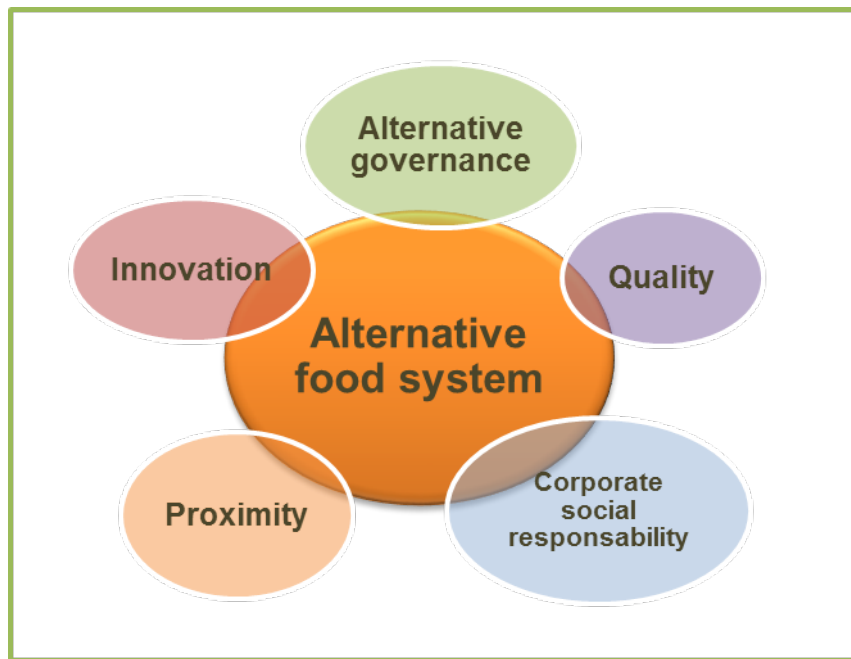 Alternative
governance
Innovation
Quality
Alternative
food system
Proximity
Corporate
social
responsability